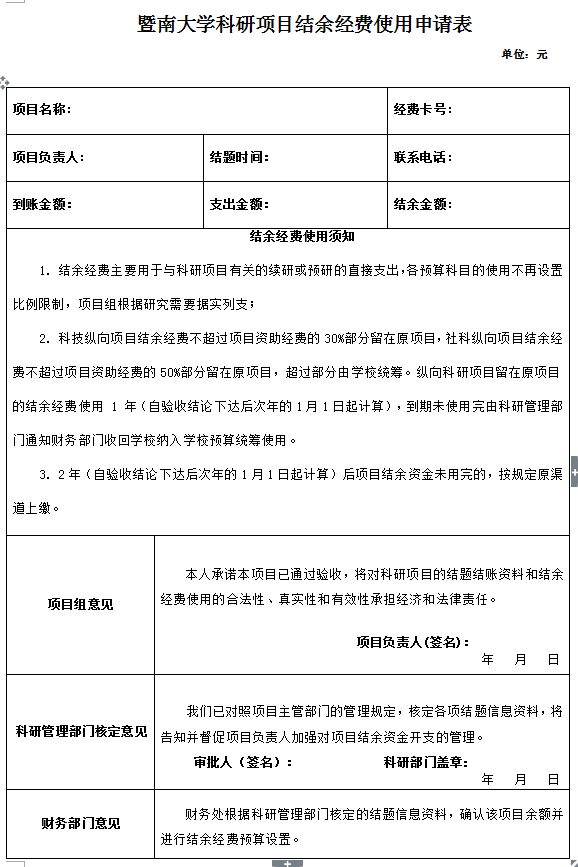 暨南大学科研项目结余经费使用申请表
单位：元
项目名称： 经费卡号：
项目负责人： 结题时间： 联系电话：
到账金额： 支出金额： 结余金额：
结余经费使用须知
1. 结余经费主要用于与科研项目有关的续研或预研的直接支出，各预算科目的使用不再设置
比例限制，项目组根据研究需要据实列支；
2. 科技纵向项目结余经费不超过项目资助经费的 30%部分留在原项目，社科纵向项目结余经
费不超过项目资助经费的 50%部分留在原项目，超过部分由学校统筹。纵向科研项目留在原项目
的结余经费使用 1 年（自验收结论下达后次年的 1 月 1 日起计算），到期未使用完由科研管理部
门通知财务部门收回学校纳入学校预算统筹使用。
3. 2 年（自验收结论下达后次年的 1 月 1 日起计算）后项目结余资金未用完的，按规定原渠
道上缴。
项目组意见
本人承诺本项目已通过验收，将对科研项目的结题结账资料和结余
经费使用的合法性、真实性和有效性承担经济和法律责任。
项目负责人(签名)：
年 月 日
科研管理部门核定意见
我们已对照项目主管部门的管理规定，核定各项结题信息资料，将
告知并督促项目负责人加强对项目结余资金开支的管理。
审批人（签名）： 科研部门盖章：
年 月 日
财务部门意见
财务处根据科研管理部门核定的结题信息资料，确认该项目余额并
进行结余经费预算设置。